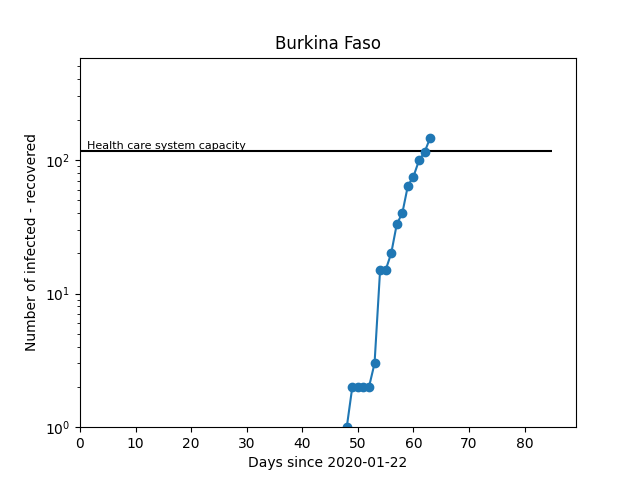 Burkina Faso
Number of infected - recovered
10²
10¹
10⁰
Health care system capacity
0 10 20 30 40 50 60 70 80
Days since 2020-01-22